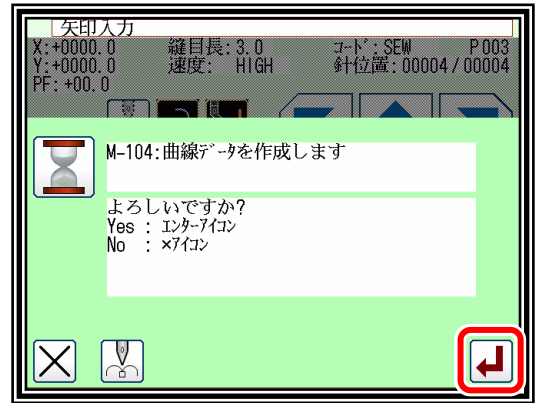 矢印入力
X:+0000.0 縫目長:3.0 コード:SEW P003
Y:+0000.0 速度: HIGH 針位置:00004/00004
PF:+00.0
M-104:曲線データを作成します
よろしいですか?
Yes : エンターアイコン
No : ×アイコン